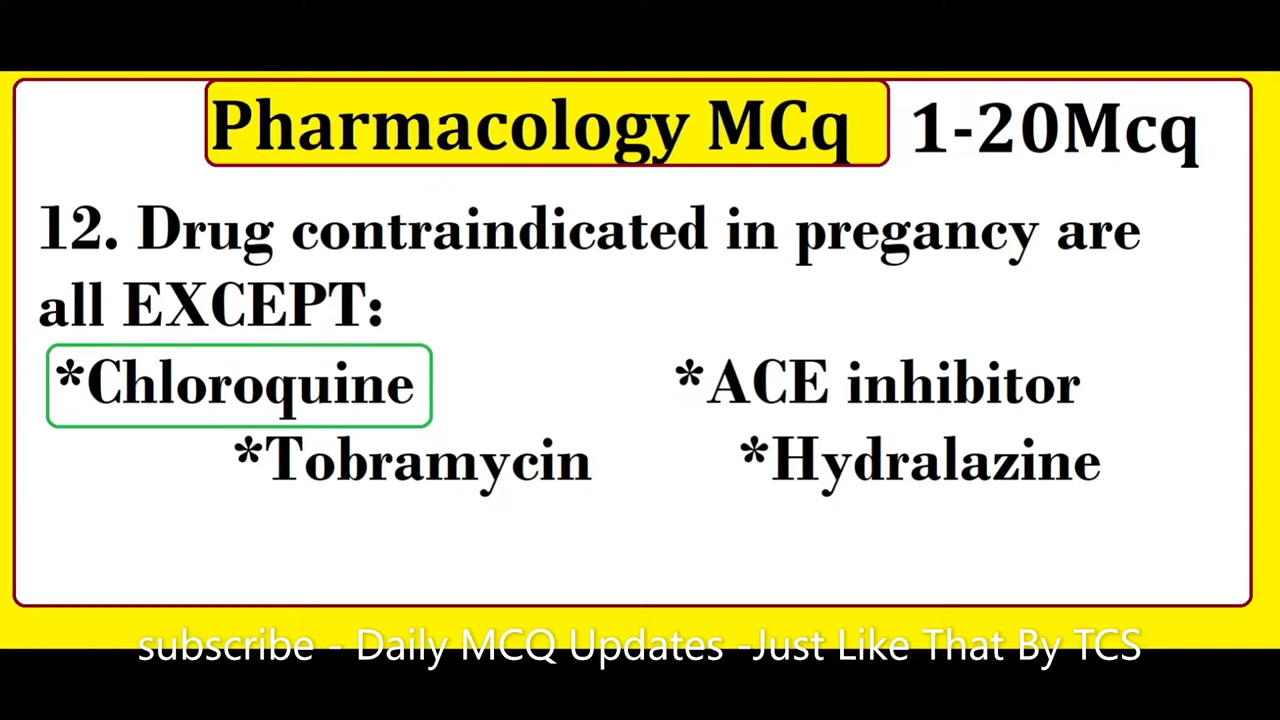 Pharmacology MCq 1-20Mcq
12. Drug contraindicated in pregancy are
all EXCEPT:
*Chloroquine *ACE inhibitor
*Tobramycin *Hydralazine
subscribe - Daily MCQ Updates -Just Like That By TCS